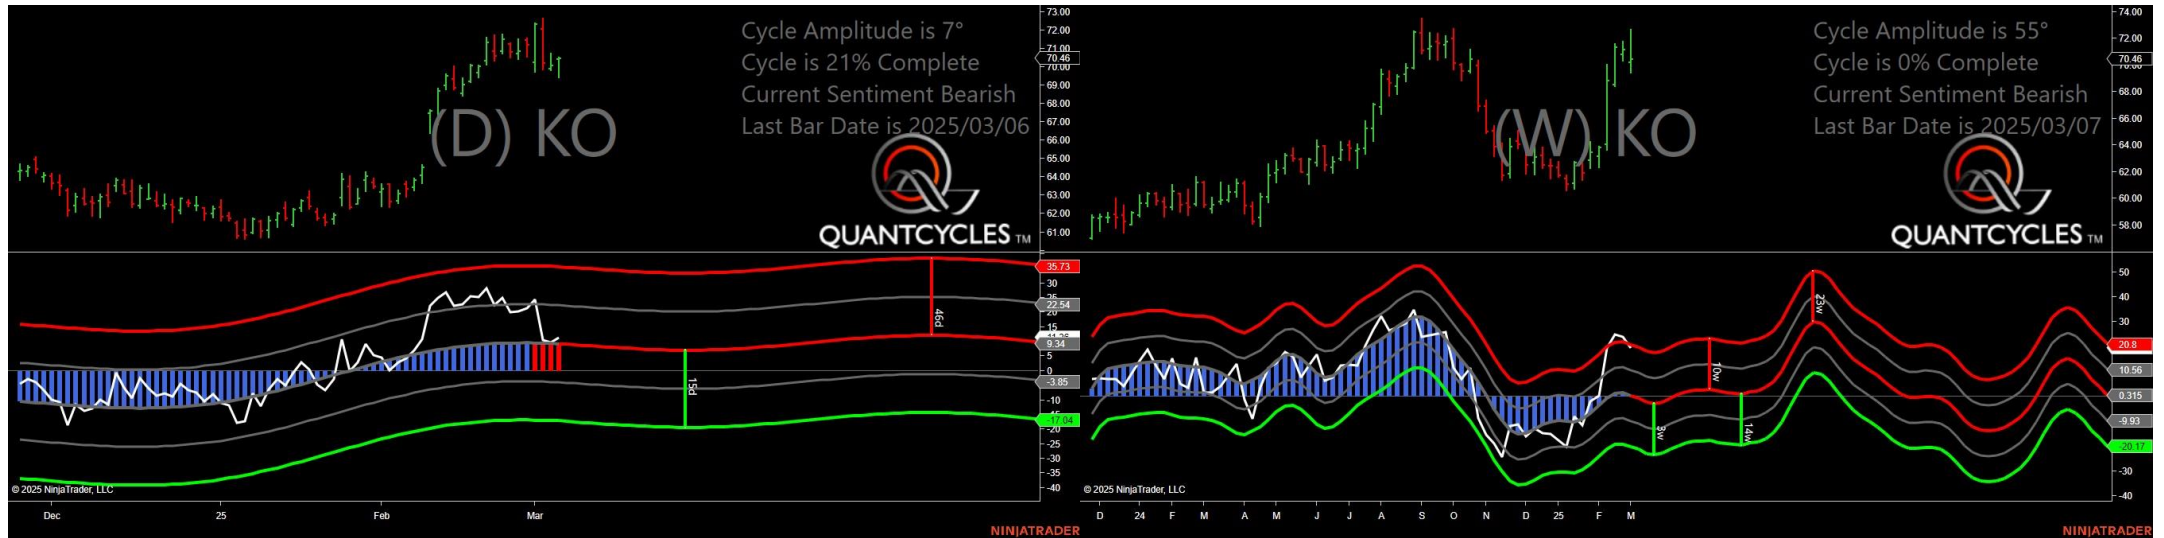 Cycle Amplitude is 7°
Cycle is 21% Complete
Current Sentiment Bearish
Last Bar Date is 2025/03/06
(D) KO
QUANTCYCLES TM
73.00
72.00
71.00
70.46
70.00
69.00
68.00
67.00
66.00
65.00
64.00
63.00
62.00
61.00
35.73
30
25
22.54
20
15
9.34
5
0
-3.85
-10
-15
-17.04
-20
-25
-30
-35
-40
46d
15d
© 2025 NinjaTrader, LLC
Dec
25
Feb
Mar
NINJATRADER
Cycle Amplitude is 55°
Cycle is 0% Complete
Current Sentiment Bearish
Last Bar Date is 2025/03/07
(W) KO
QUANTCYCLES TM
74.00
72.00
70.46
70.00
68.00
66.00
64.00
62.00
60.00
58.00
50
40
30
20.8
10.56
0.315
-9.93
-20.17
-30
-40
23w
10w
3w
14w
© 2025 NinjaTrader, LLC
D
24
F
M
A
M
J
J
A
S
O
N
D
25
F
M
NINJATRADER